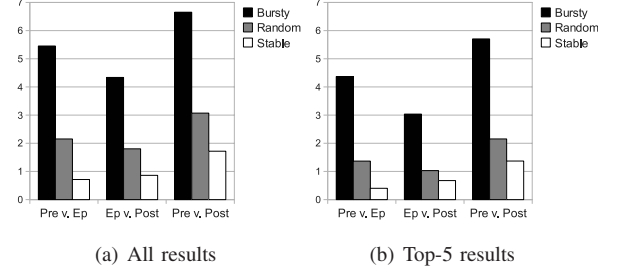 7
6
5
4
3
2
1
0
Pre v. Ep
Ep v. Post
Pre v. Post
Bursty
Random
Stable
(a) All results
7
6
5
4
3
2
1
0
Pre v. Ep
Ep v. Post
Pre v. Post
Bursty
Random
Stable
(b) Top-5 results